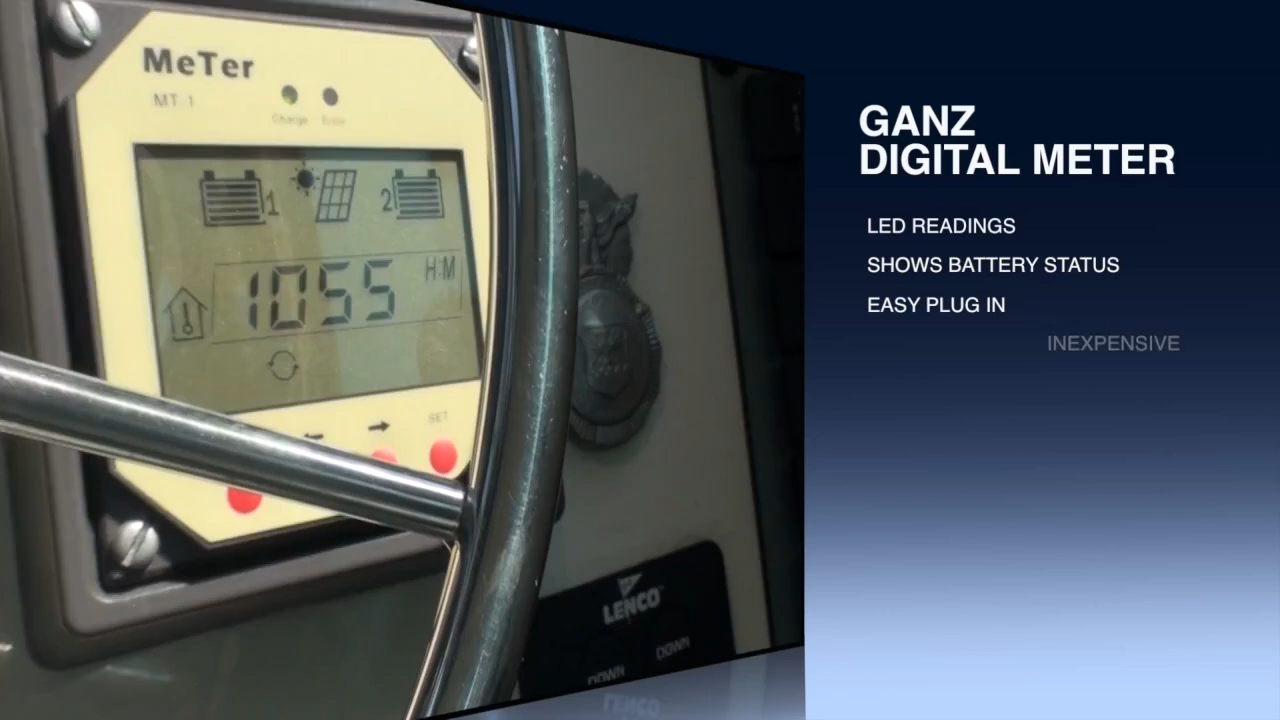 MeTer
MT-1
Charge Error
1 2
1055 H:M
SET
LENCO
DOWN DOWN
GANZ
DIGITAL METER
LED READINGS
SHOWS BATTERY STATUS
EASY PLUG IN
INEXPENSIVE